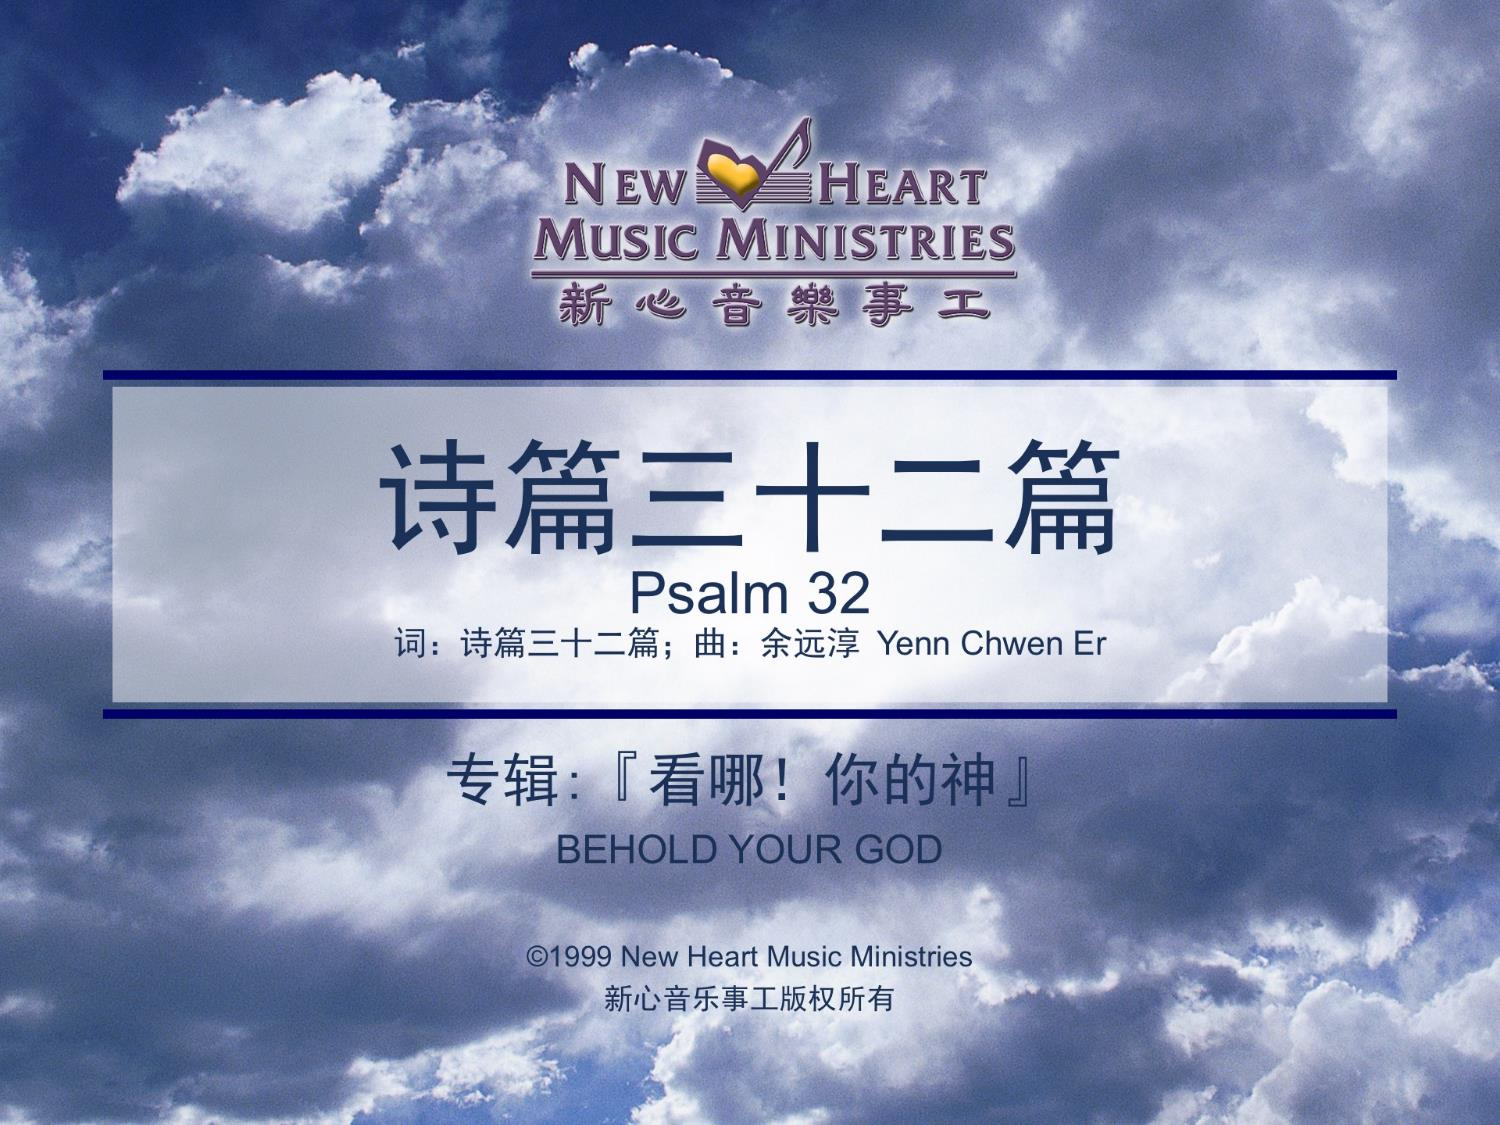 NEW HEART
MUSIC MINISTRIES
新心音樂事工
诗篇三十二篇
Psalm 32
词：诗篇三十二篇；曲：余远淳 Yenn Chwen Er
专辑:『看哪！你的神』
BEHOLD YOUR GOD
©1999 New Heart Music Ministries
新心音乐事工版权所有